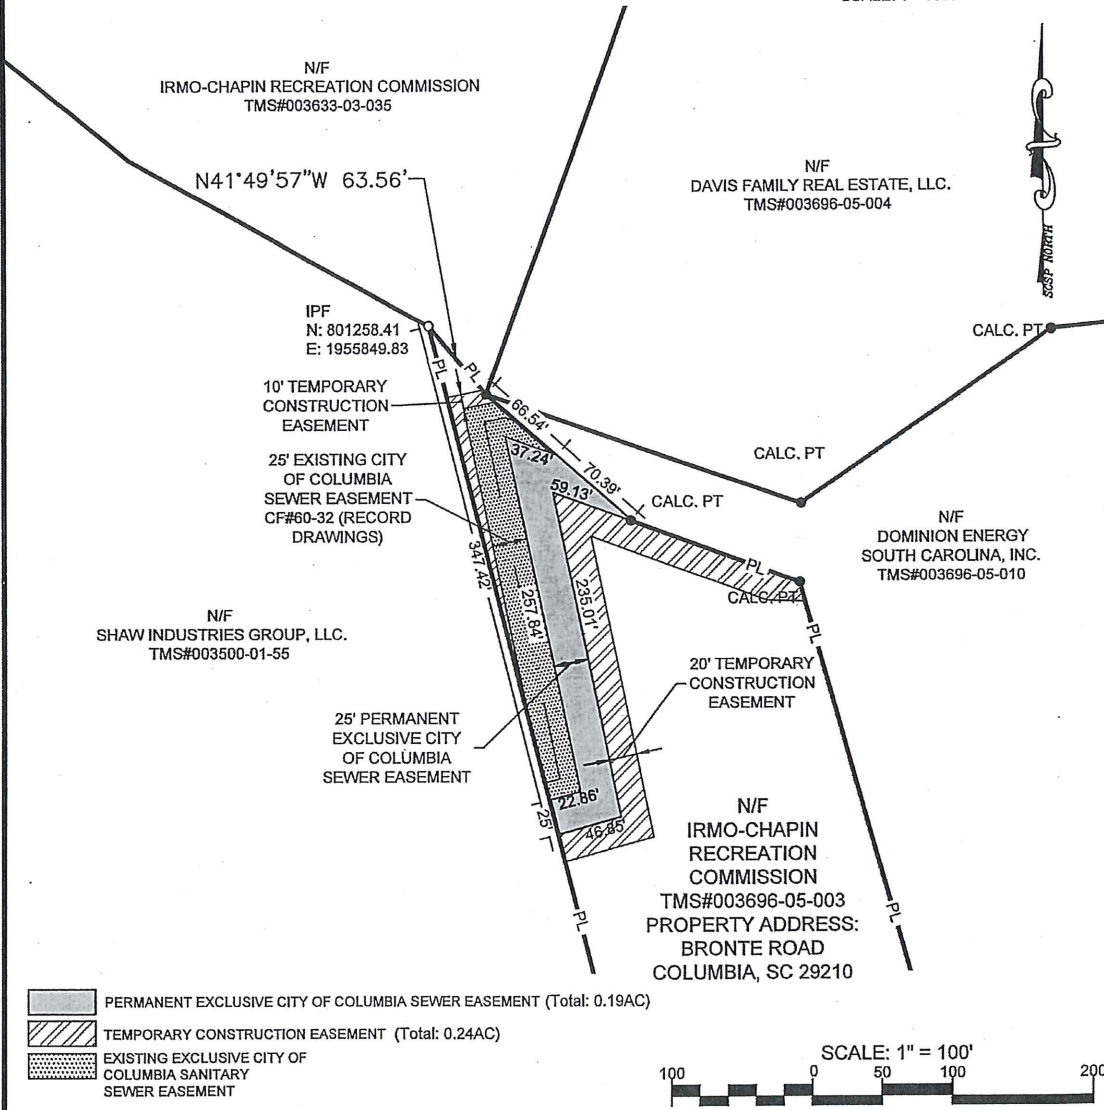 N/F
IRMO-CHAPIN RECREATION COMMISSION
TMS#003633-03-035
N41°49'57"W 63.56'
N/F
DAVIS FAMILY REAL ESTATE, LLC.
TMS#003696-05-004
SCSP NORTH
IPF
N: 801258.41
E: 1955849.83
CALC. PT
PL
PL
10' TEMPORARY
CONSTRUCTION
EASEMENT
66.54'
37.24'
70.39'
59.13'
CALC. PT
CALC. PT
25' EXISTING CITY
OF COLUMBIA
SEWER EASEMENT
CF#60-32 (RECORD
DRAWINGS)
N/F
DOMINION ENERGY
SOUTH CAROLINA, INC.
TMS#003696-05-010
347.42'
257.84'
235.01'
PL
CALC. PT.
PL
N/F
SHAW INDUSTRIES GROUP, LLC.
TMS#003500-01-55
20' TEMPORARY
CONSTRUCTION
EASEMENT
25' PERMANENT
EXCLUSIVE CITY
OF COLUMBIA
SEWER EASEMENT
22.86'
25'
46.85'
N/F
IRMO-CHAPIN
RECREATION
COMMISSION
TMS#003696-05-003
PROPERTY ADDRESS:
BRONTE ROAD
COLUMBIA, SC 29210
PL
PL
PERMANENT EXCLUSIVE CITY OF COLUMBIA SEWER EASEMENT (Total: 0.19AC)
TEMPORARY CONSTRUCTION EASEMENT (Total: 0.24AC)
EXISTING EXCLUSIVE CITY OF
COLUMBIA SANITARY
SEWER EASEMENT
SCALE: 1" = 100'
100 0 50 100 200